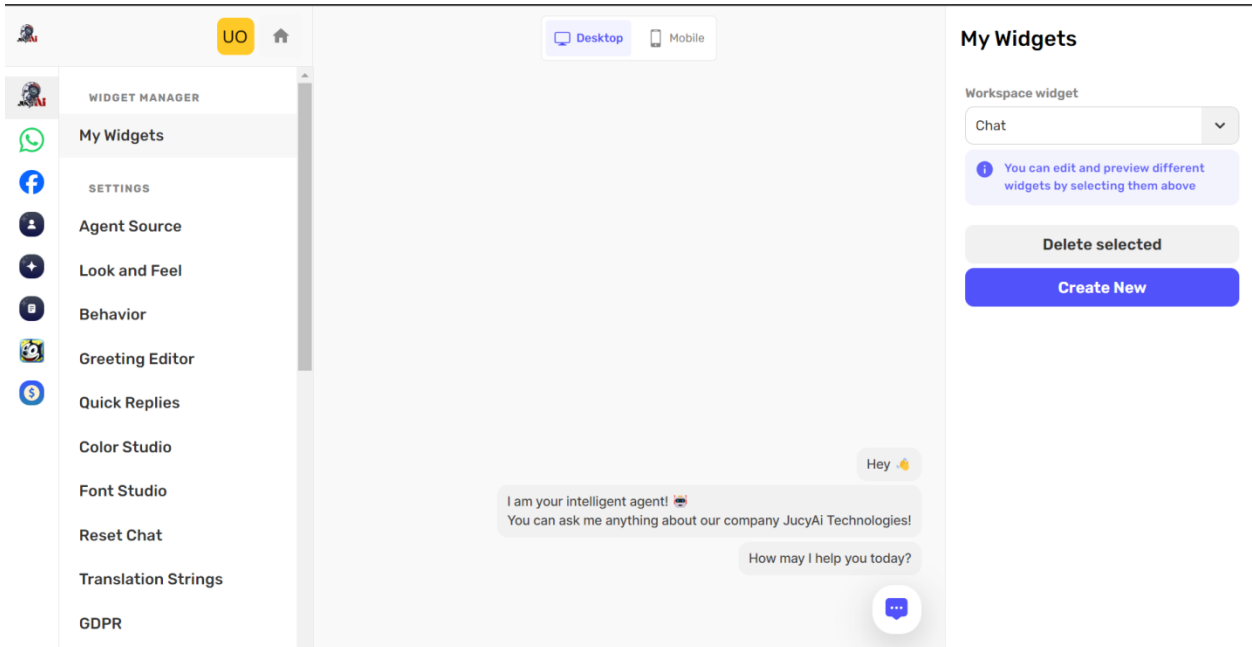 UO
Desktop
Mobile
My Widgets
WIDGET MANAGER
My Widgets
SETTINGS
Agent Source
Look and Feel
Behavior
Greeting Editor
Quick Replies
Color Studio
Font Studio
Reset Chat
Translation Strings
GDPR
Hey 👋
I am your intelligent agent! 🤖
You can ask me anything about our company JucyAi Technologies!
How may I help you today?
Workspace widget
Chat
You can edit and preview different
widgets by selecting them above
Delete selected
Create New